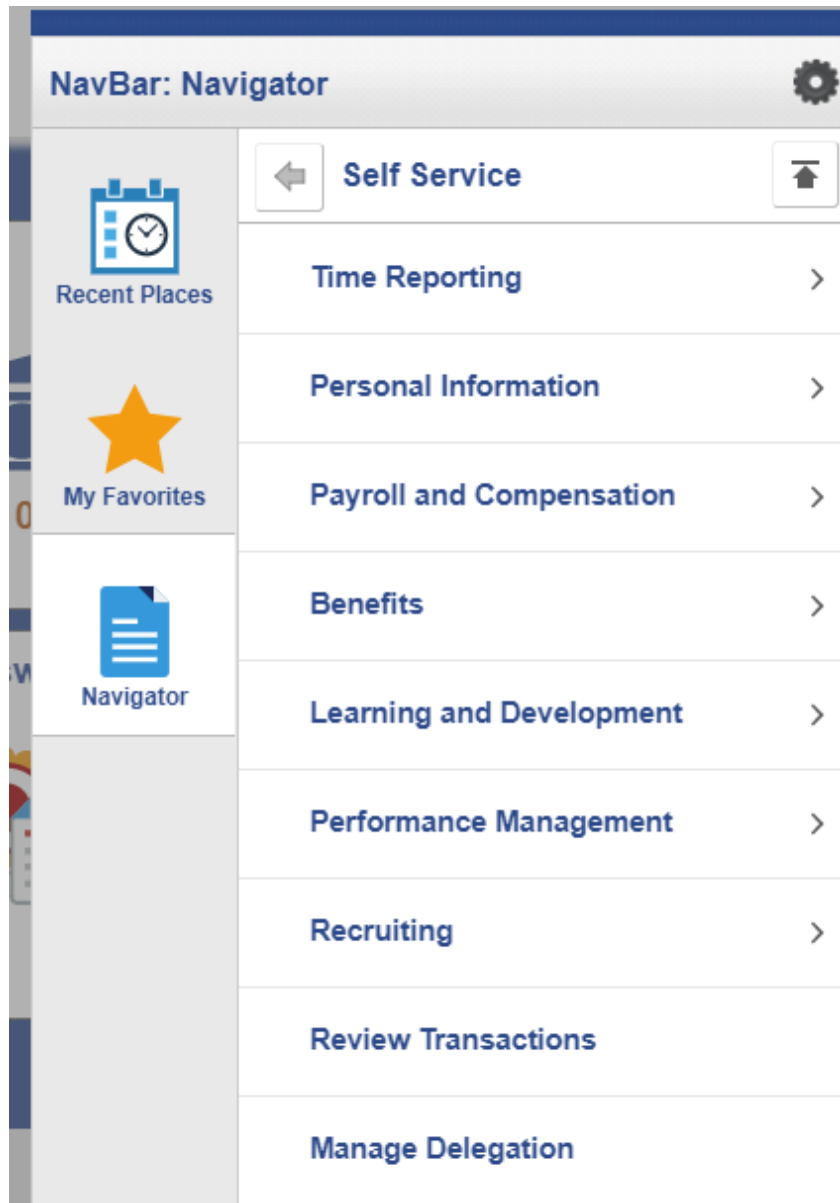 NavBar: Navigator
Recent Places
My Favorites
Navigator
Self Service
Time Reporting
Personal Information
Payroll and Compensation
Benefits
Learning and Development
Performance Management
Recruiting
Review Transactions
Manage Delegation